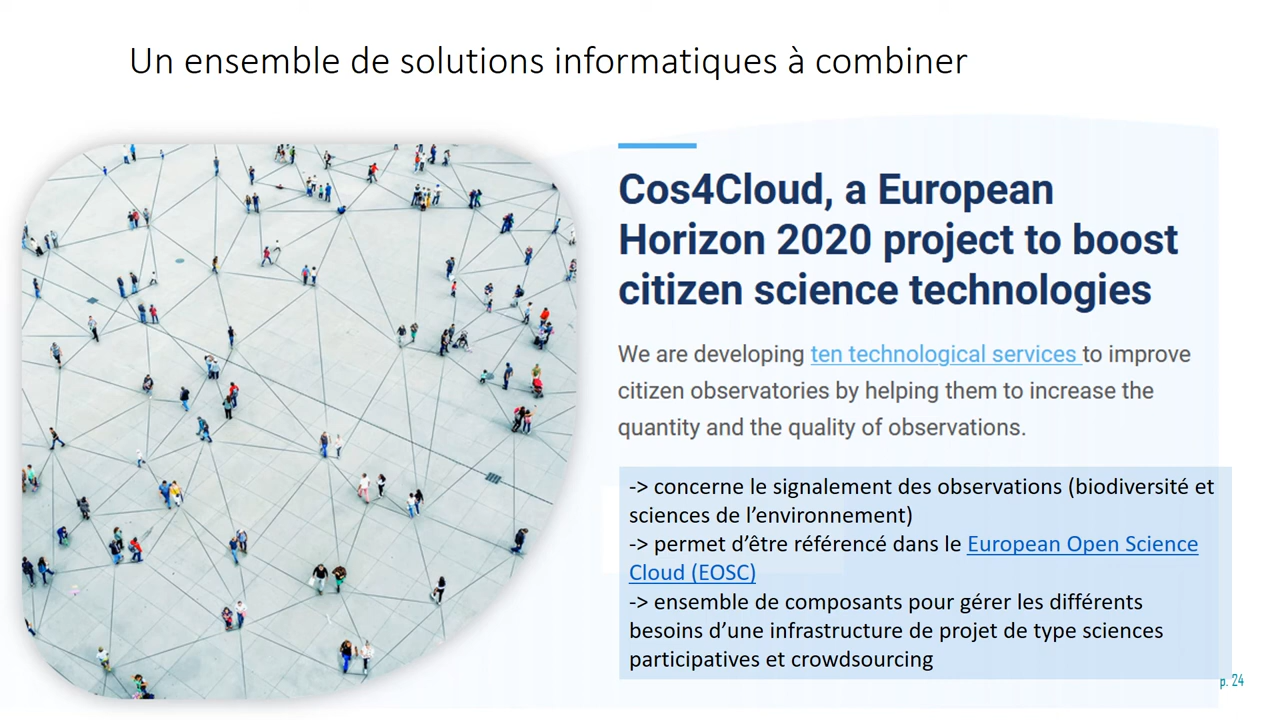 Un ensemble de solutions informatiques à combiner
Cos4Cloud, a European
Horizon 2020 project to boost
citizen science technologies
We are developing ten technological services to improve
citizen observatories by helping them to increase the
quantity and the quality of observations.
-> concerne le signalement des observations (biodiversité et
sciences de l’environnement)
-> permet d’être référencé dans le European Open Science
Cloud (EOSC)
-> ensemble de composants pour gérer les différents
besoins d’une infrastructure de projet de type sciences
participatives et crowdsourcing
p. 24